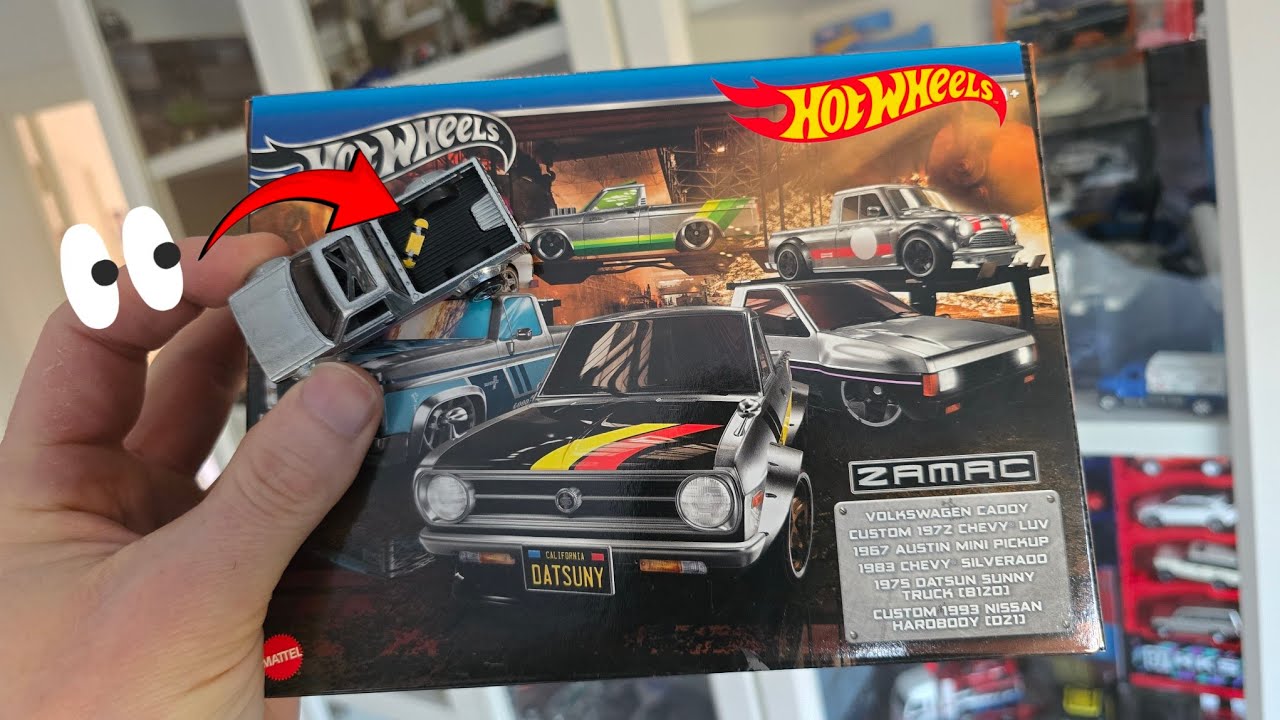 HOT WHEELS
HOT WHEELS
ZAMAC
VOLKSWAGEN CADDY
CUSTOM 1972 CHEVY LUV
1967 AUSTIN MINI PICKUP
1983 CHEVY SILVERADO
1975 DATSUN SUNNY
TRUCK (B120)
CUSTOM 1993 NISSAN
HARDBODY (D21)
CALIFORNIA
DATSUNY
MATTEL
HKS